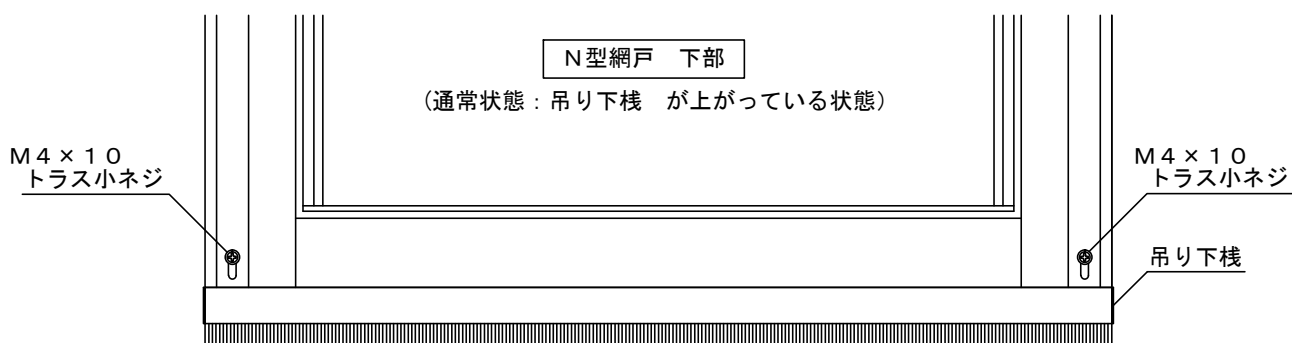 N型網戸　下部
（通常状態：吊り下桟　が上がっている状態）
M４×１０
トラス小ネジ
M４×１０
トラス小ネジ
吊り下桟